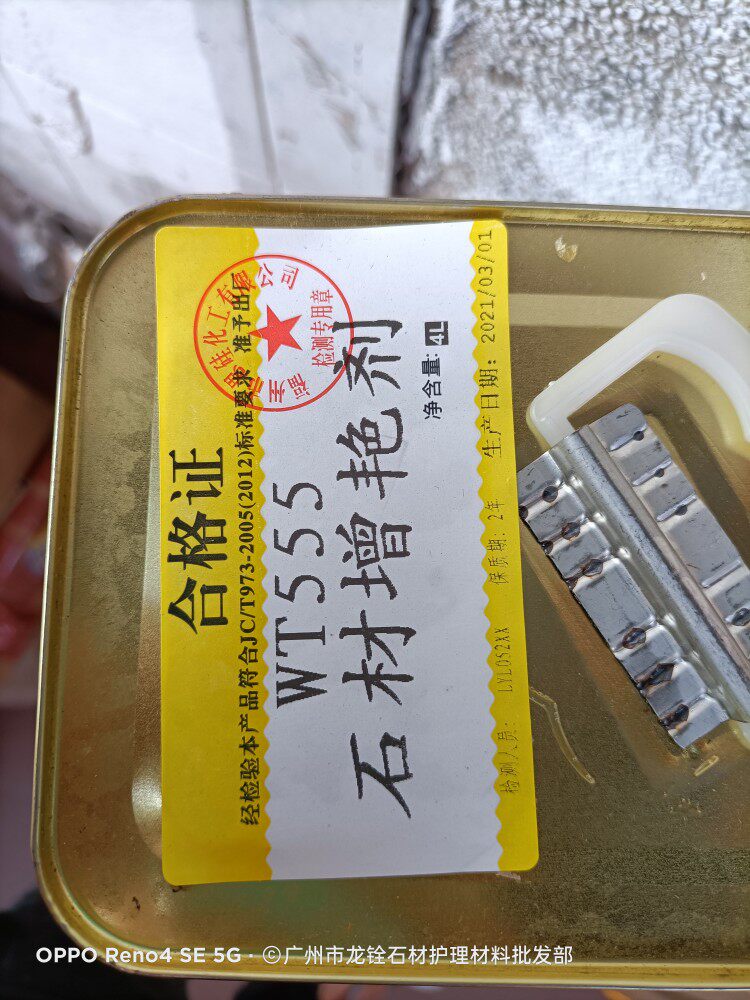 合格证
经检验本产品符合JC/T973-2005(2012)标准要求 准予出厂
检测专用章
WT555
石材增艳剂
净含量: 4L
检测人员: LYL052XX 保质期: 2年 生产日期: 2021/03/01
OPPO Reno4 SE 5G · ©广州市龙铨石材护理材料批发部